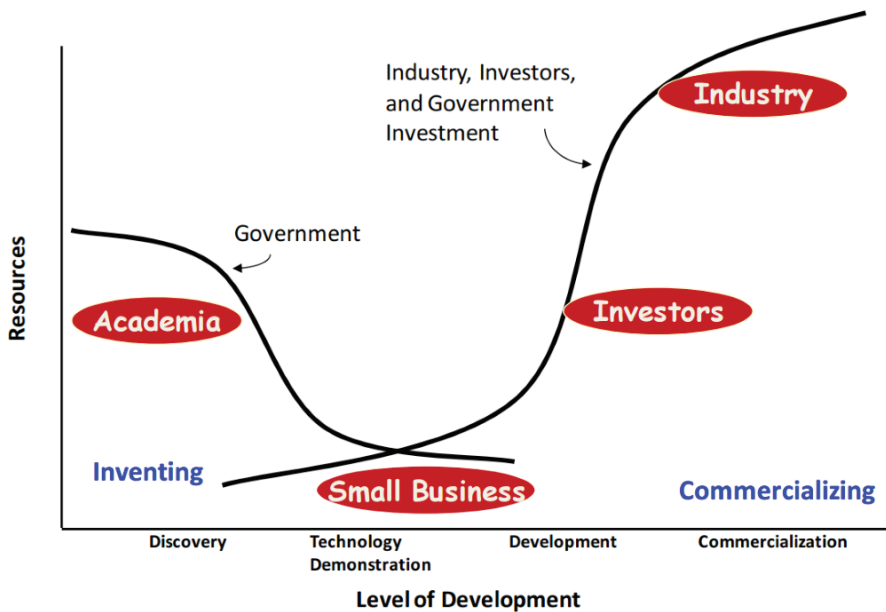 Industry, Investors,
and Government
Investment
Industry
Government
Resources
Academia
Investors
Inventing
Small Business
Commercializing
Discovery
Technology
Demonstration
Development
Commercialization
Level of Development